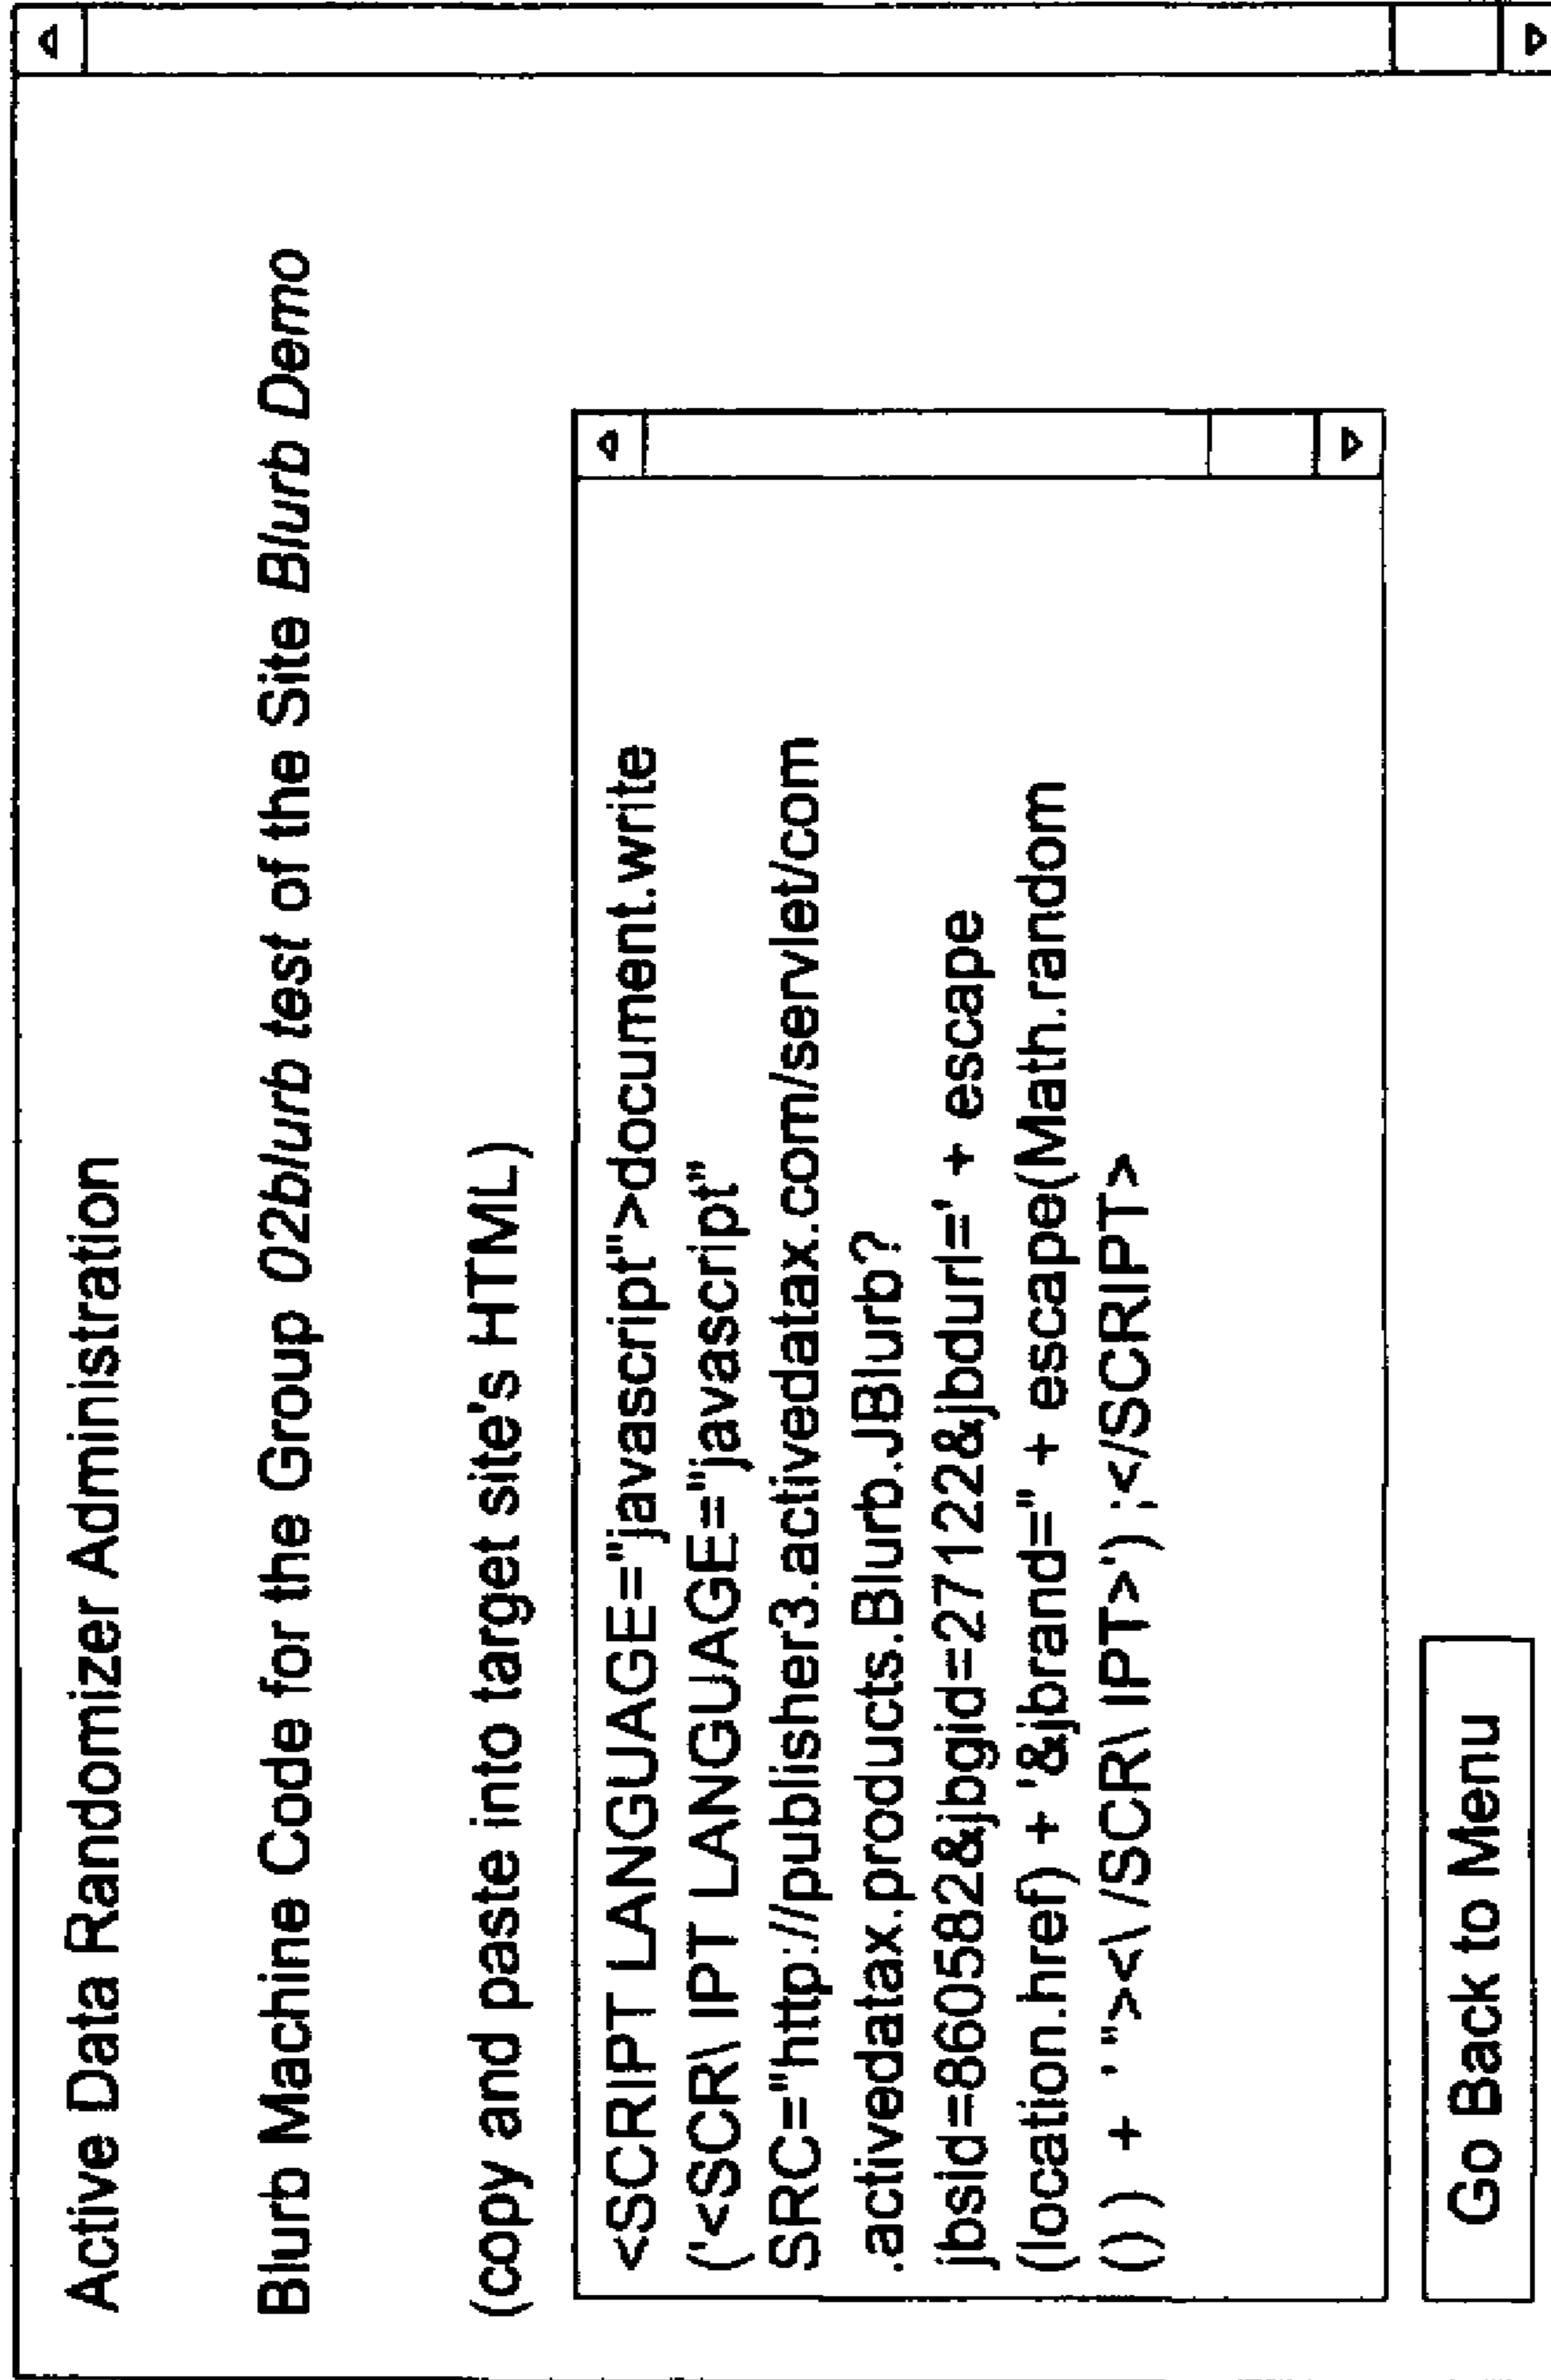 Active Data Randomizer Administration
Blurb Machine Code for the Group 02blurb test of the Site Blurb Demo
(copy and paste into target site's HTML)
<SCRIPT LANGUAGE="javascript">document.write
('<SCR\ IPT LANGUAGE="javascript"
SRC="http://publisher3.activedatax.com/servlet/com
.activedatax.products.Blurb.JBlurb?
jbsid=860582&jbgid=27122&jbdurl=' + escape
(location.href) + '&jbrand=" + escape(Math.random
() ) + ' "><\ /SCR\ IPT>') ;</SCRIPT>
Go Back to Menu